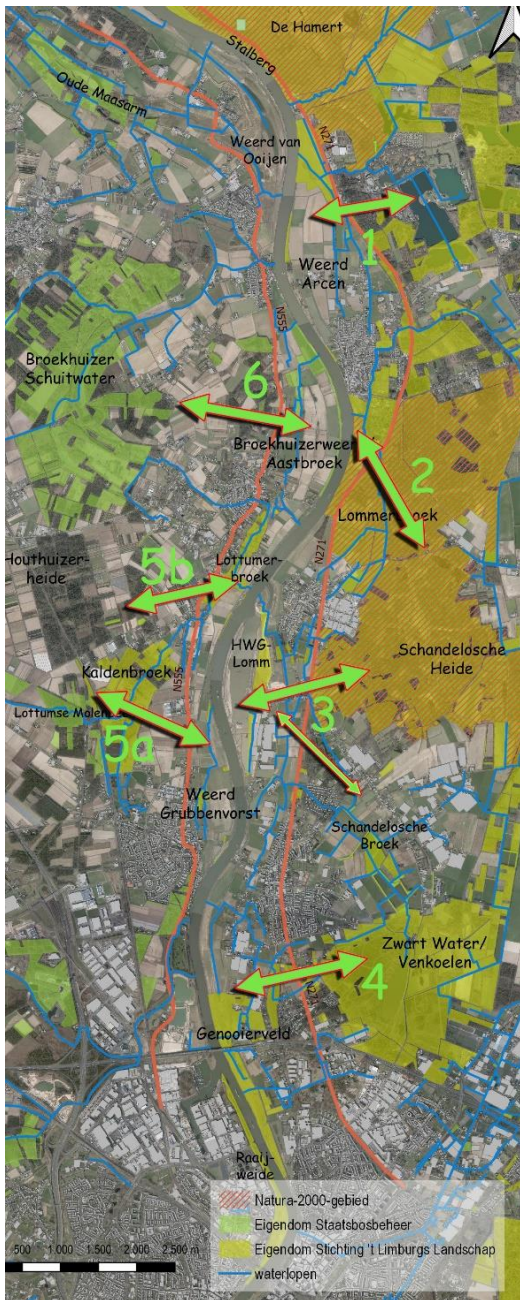 De Hamert
Stalberg
Oude Maasarm
Weerd van
Ooijen
N271
1
Weerd
Arcen
N555
Broekhuizer
Schuitwater
6
Broekhuizerweer
Aastbroek
2
Lommerbroek
Houthuizer-
heide
5b
Lottumer-
broek
N271
HWG-
Lomm
Schandelosche
Heide
Kaldenbroek
N555
Lottumse Molen
3
5a
Weerd
Grubbenvorst
Schandelosche
Broek
Zwart Water/
Venkoelen
4
N271
Genooierveld
Raaij-
weide
Natura-2000-gebied
Eigendom Staatsbosbeheer
Eigendom Stichting 't Limburgs Landschap
waterlopen
500 1.000 1.500 2.000 2.500 m